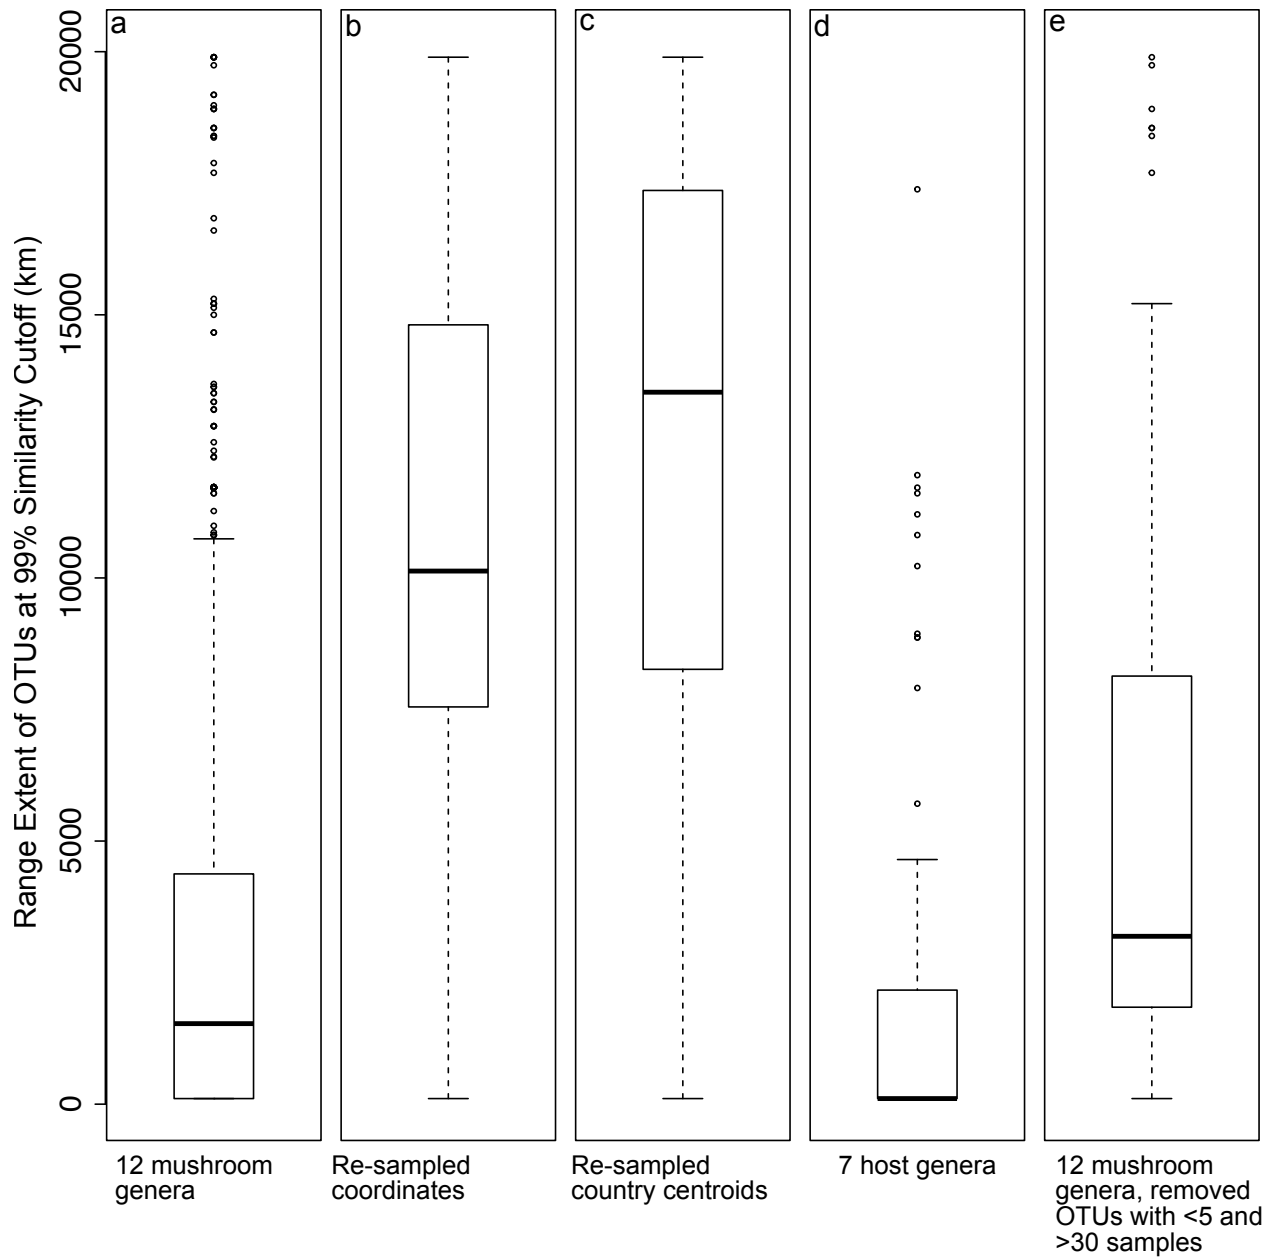 a
b
c
d
e
20000
15000
10000
5000
0
Range Extent of OTUs at 99% Similarity Cutoff (km)
12 mushroom
genera
Re-sampled
coordinates
Re-sampled
country centroids
7 host genera
12 mushroom
genera, removed
OTUs with <5 and
>30 samples